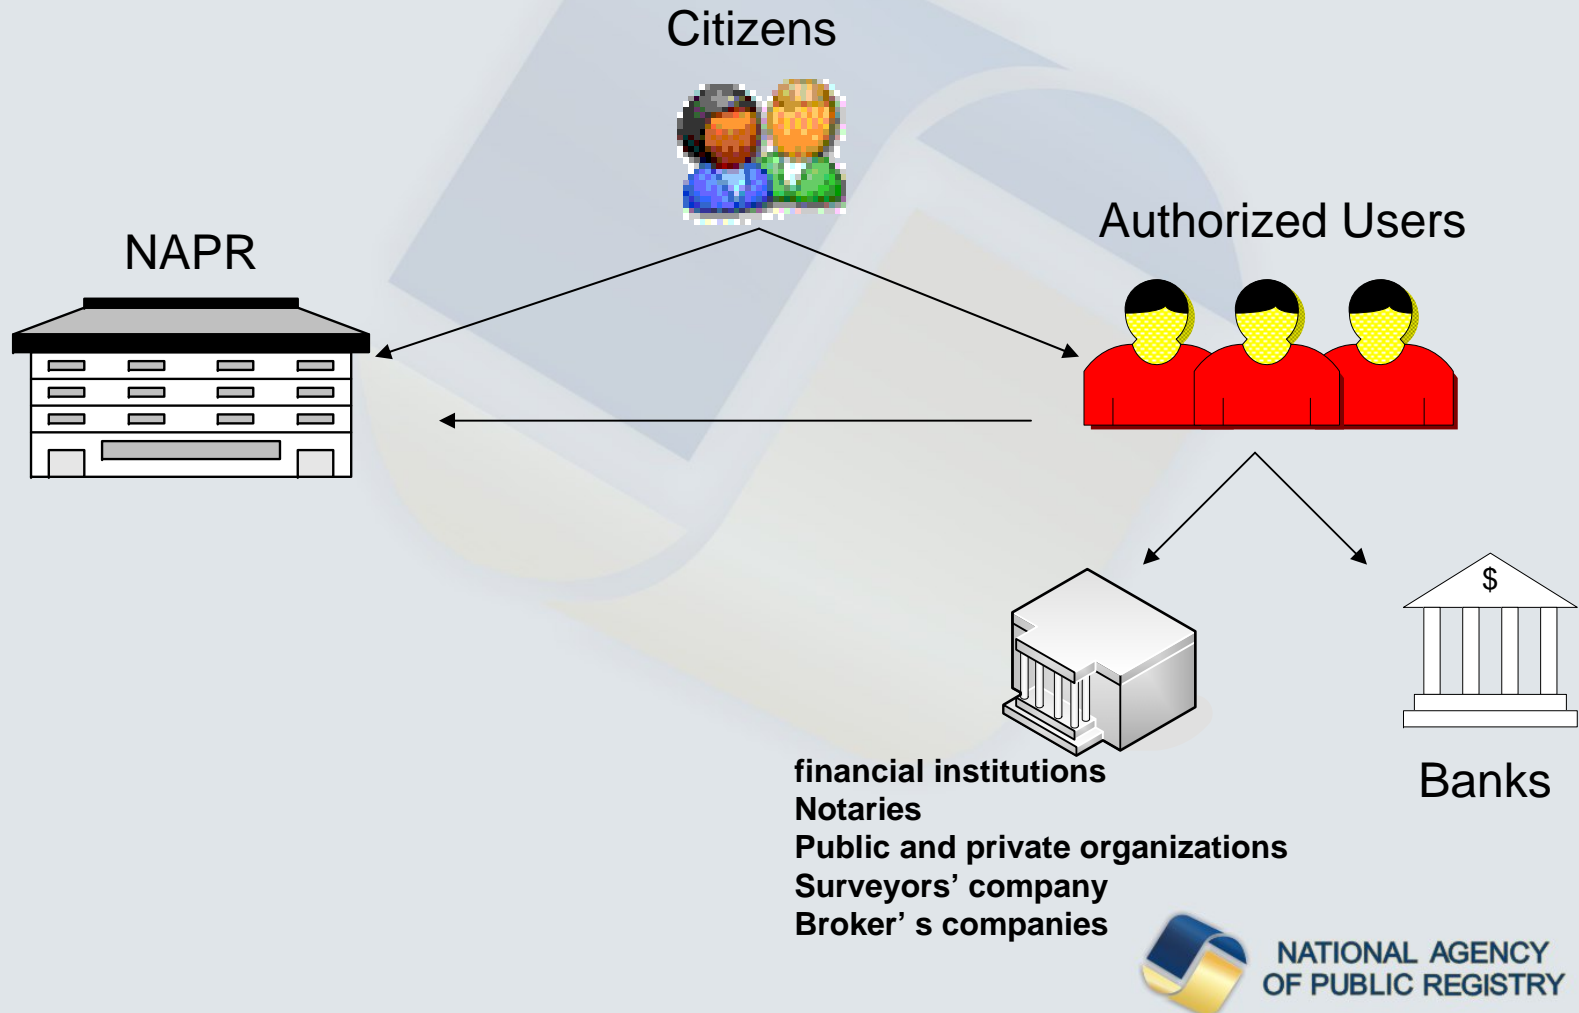 Citizens
Authorized Users
NAPR
$
Banks
financial institutions
Notaries
Public and private organizations
Surveyors’ company
Broker’ s companies
NATIONAL AGENCY
OF PUBLIC REGISTRY